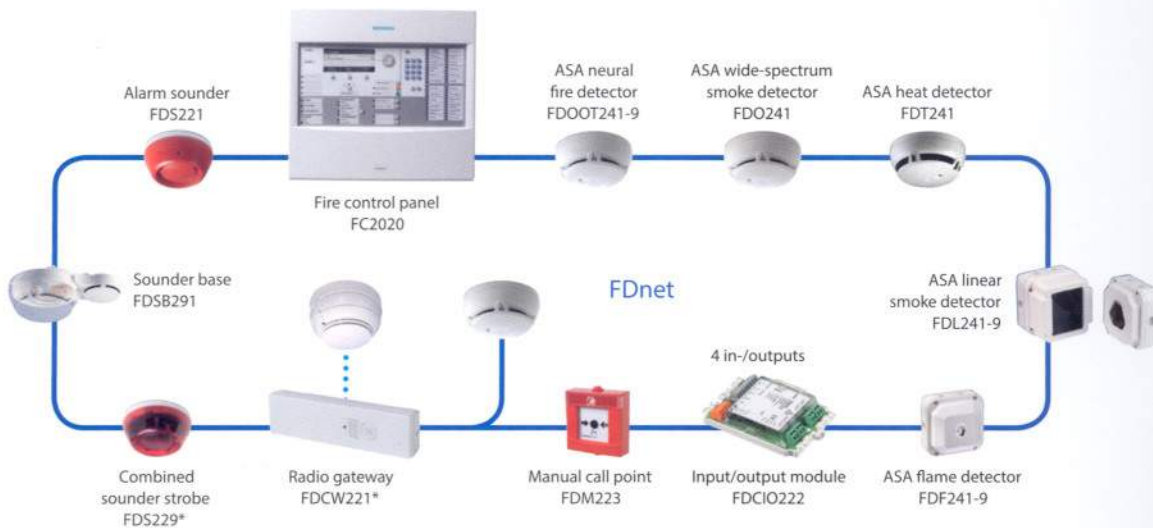 Alarm sounder
FDS221
Fire control panel
FC2020
ASA neural
fire detector
FDOOT241-9
ASA wide-spectrum
smoke detector
FDO241
ASA heat detector
FDT241
Sounder base
FDSB291
FDnet
ASA linear
smoke detector
FDL241-9
4 in-/outputs
Combined
sounder strobe
FDS229*
Radio gateway
FDCW221*
Manual call point
FDM223
Input/output module
FDCIO222
ASA flame detector
FDF241-9